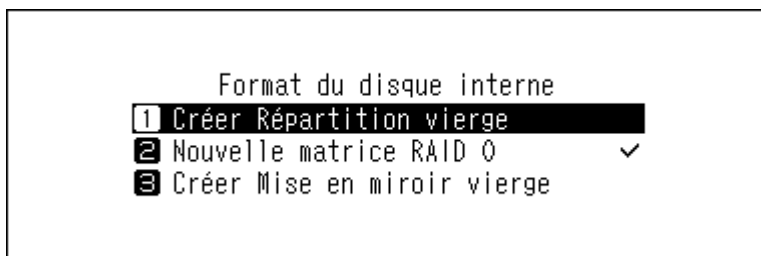 Format du disque interne
1 Créer Répartition vierge
2 Nouvelle matrice RAID 0 ✓
3 Créer Mise en miroir vierge